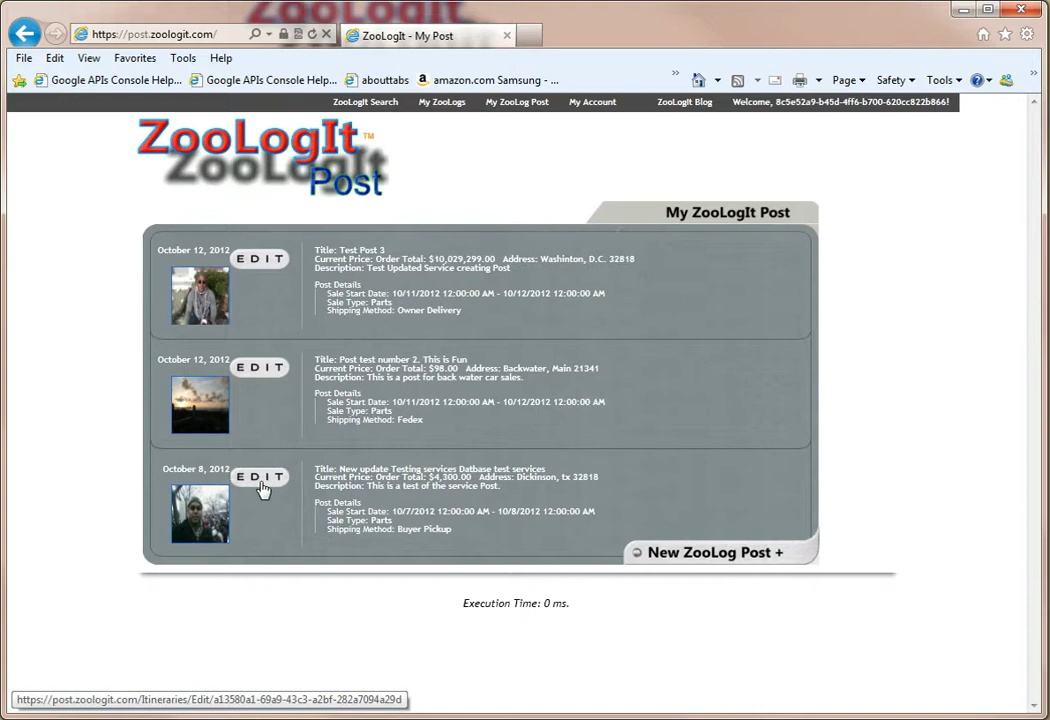 https://post.zoologit.com/
ZooLogIt - My Post
File Edit View Favorites Tools Help
Google APIs Console Help... Google APIs Console Help... abouttabs amazon.com Samsung - ... Page Safety Tools
ZooLogIt Search My ZooLogs My ZooLog Post My Account ZooLogIt Blog Welcome, 8c5e52a9-b45d-4ff6-b700-620cc822b866!
ZooLogIt™
ZooLogIt
Post
My ZooLogIt Post
October 12, 2012 EDIT Title: Test Post 3
Current Price: Order Total: $10,029,299.00 Address: Washinton, D.C. 32818
Description: Test Updated Service creating Post
Post Details
Sale Start Date: 10/11/2012 12:00:00 AM - 10/12/2012 12:00:00 AM
Sale Type: Parts
Shipping Method: Owner Delivery
October 12, 2012 EDIT Title: Post test number 2. This is Fun
Current Price: Order Total: $98.00 Address: Backwater, Main 21341
Description: This is a post for back water car sales.
Post Details
Sale Start Date: 10/11/2012 12:00:00 AM - 10/12/2012 12:00:00 AM
Sale Type: Parts
Shipping Method: Fedex
October 8, 2012 EDIT Title: New update Testing services Datbase test services
Current Price: Order Total: $4,300.00 Address: Dickinson, tx 32818
Description: This is a test of the service Post.
Post Details
Sale Start Date: 10/7/2012 12:00:00 AM - 10/8/2012 12:00:00 AM
Sale Type: Parts
Shipping Method: Buyer Pickup
New ZooLog Post +
Execution Time: 0 ms.
https://post.zoologit.com/Itineraries/Edit/a13580a1-69a9-43c3-a2bf-282a7094a29d